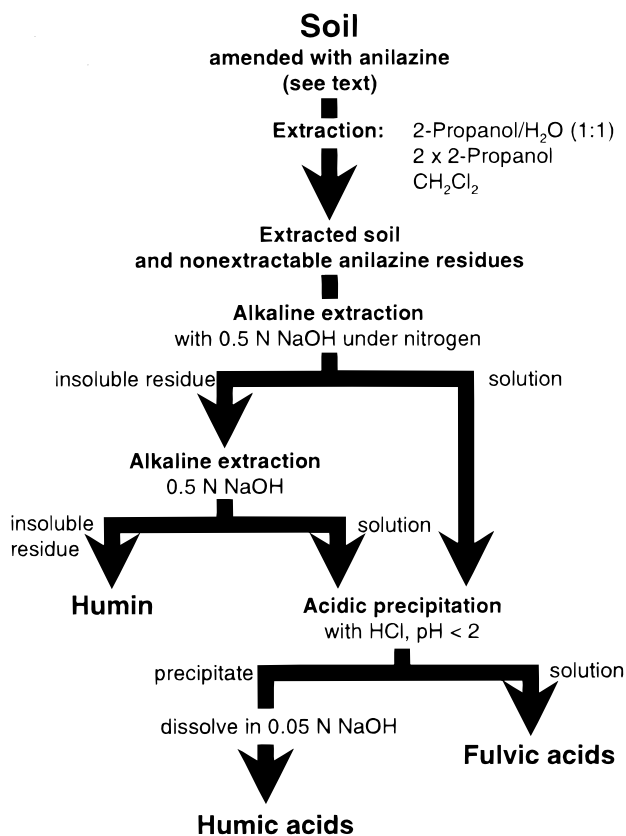 Soil
amended with anilazine
(see text)
Extraction: 2-Propanol/H₂O (1:1)
2 x 2-Propanol
CH₂Cl₂
Extracted soil
and nonextractable anilazine residues
Alkaline extraction
with 0.5 N NaOH under nitrogen
insoluble residue
solution
Alkaline extraction
0.5 N NaOH
insoluble
residue
solution
Humin
Acidic precipitation
with HCl, pH < 2
precipitate
solution
dissolve in 0.05 N NaOH
Fulvic acids
Humic acids